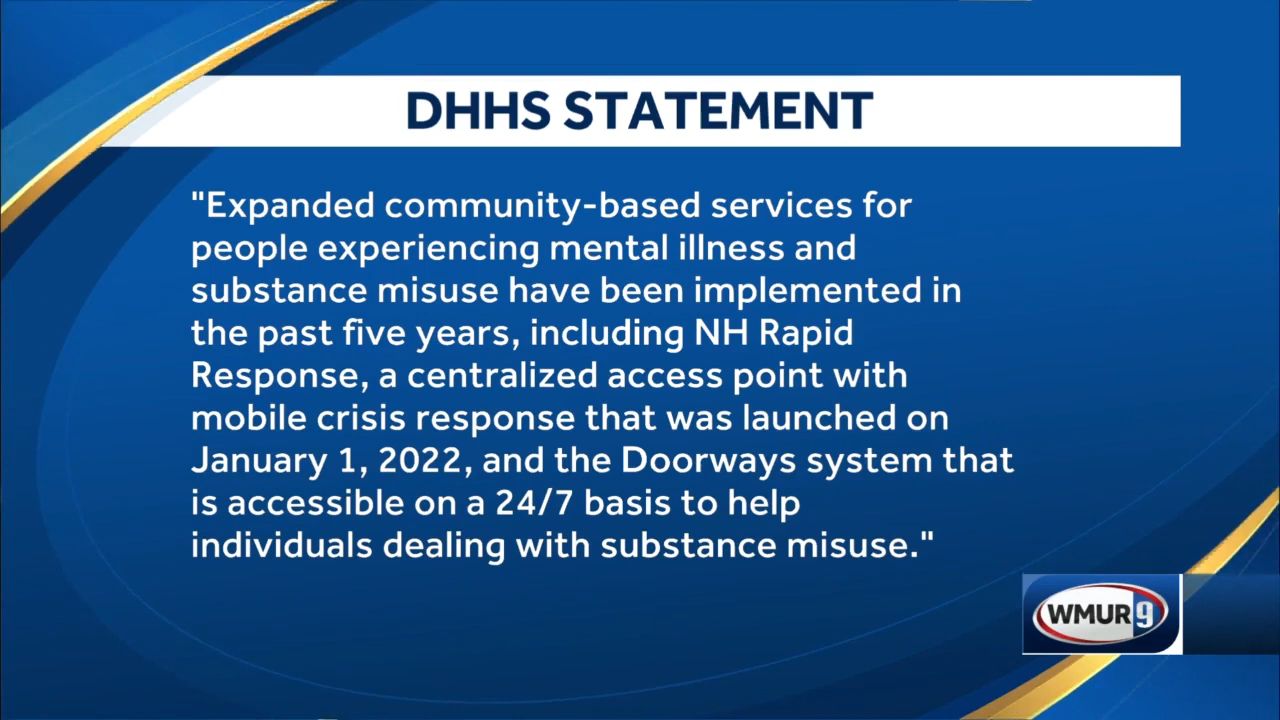 DHHS STATEMENT
"Expanded community-based services for
people experiencing mental illness and
substance misuse have been implemented in
the past five years, including NH Rapid
Response, a centralized access point with
mobile crisis response that was launched on
January 1, 2022, and the Doorways system that
is accessible on a 24/7 basis to help
individuals dealing with substance misuse."
WMUR9